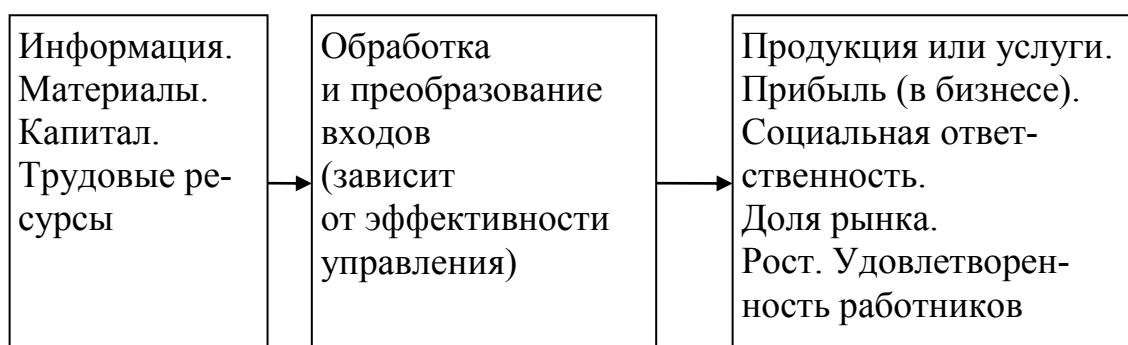 Информация.
Материалы.
Капитал.
Трудовые ре-
сурсы
Обработка
и преобразование
входов
(зависит
от эффективности
управления)
Продукция или услуги.
Прибыль (в бизнесе).
Социальная ответ-
ственность.
Доля рынка.
Рост. Удовлетворен-
ность работников